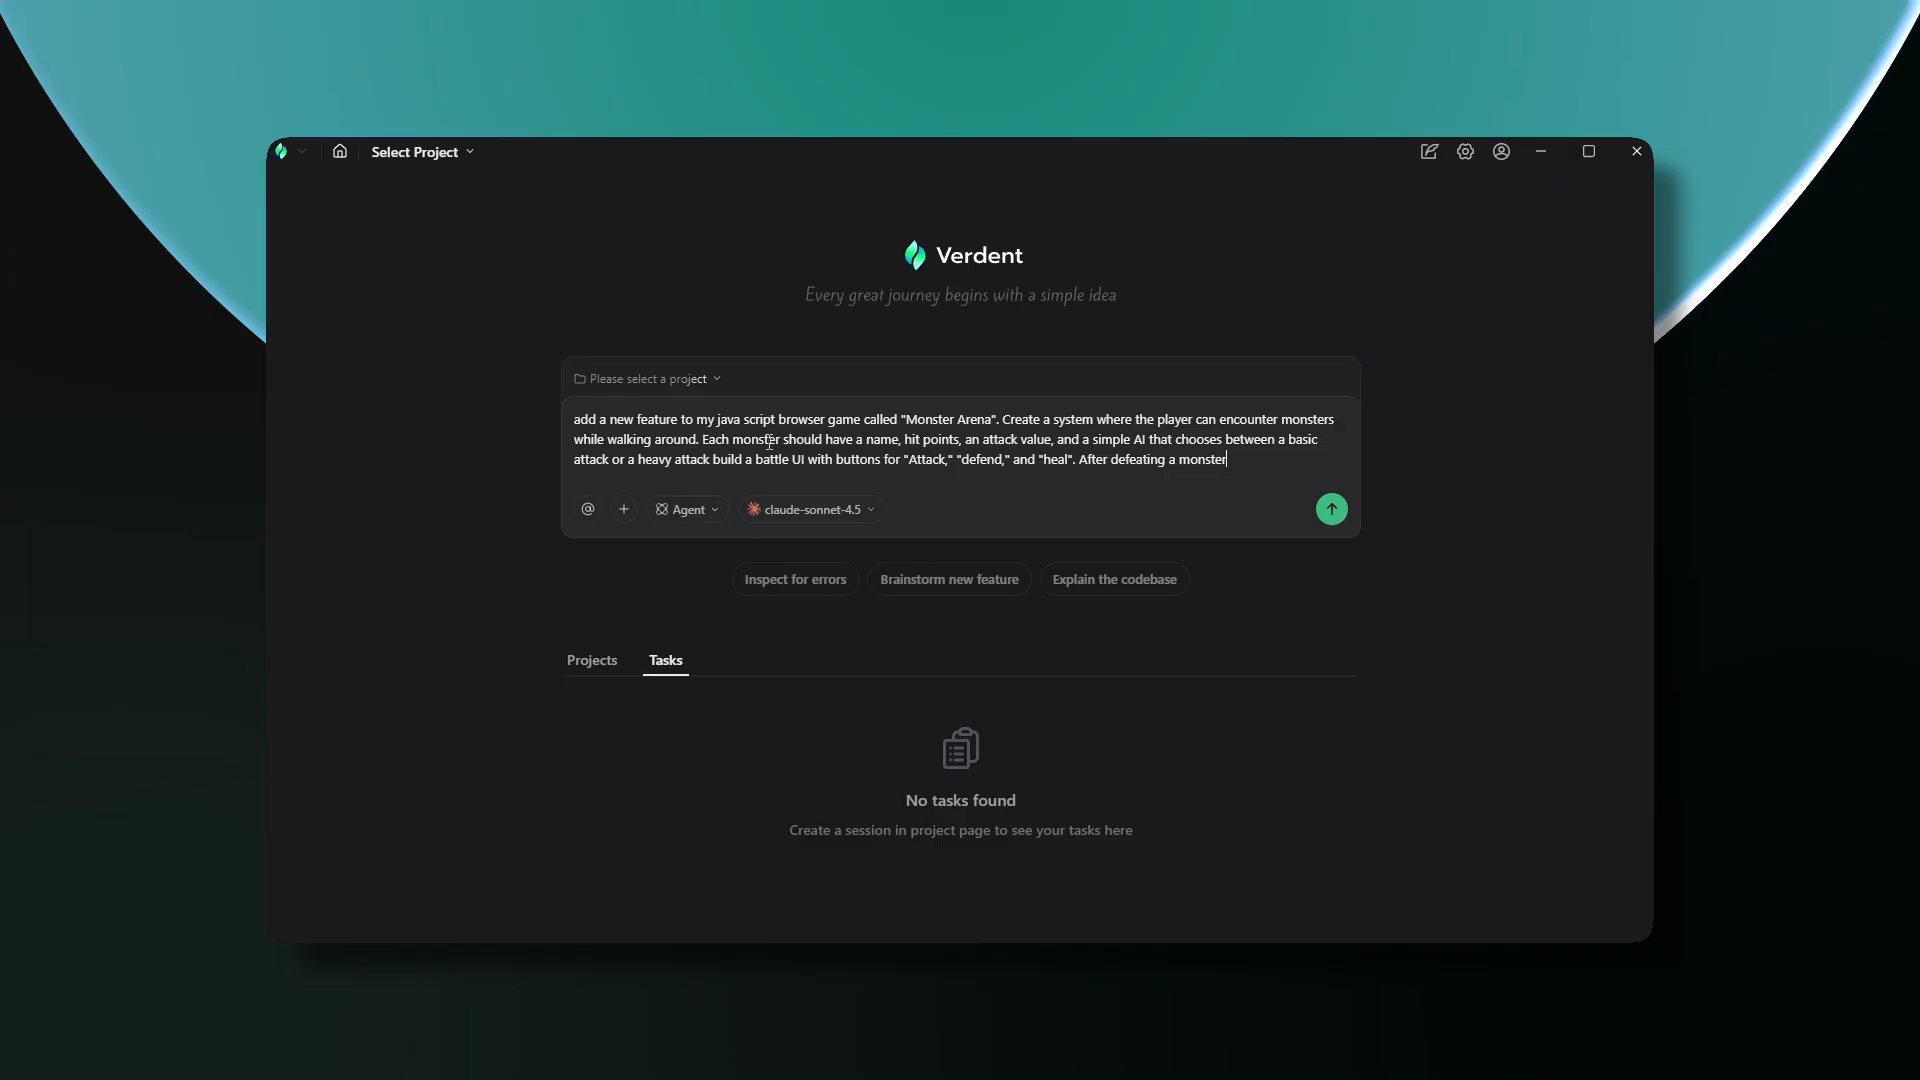 Select Project
Verdent
Every great journey begins with a simple idea
Please select a project
add a new feature to my java script browser game called "Monster Arena". Create a system where the player can encounter monsters
while walking around. Each monster should have a name, hit points, an attack value, and a simple AI that chooses between a basic
attack or a heavy attack build a battle UI with buttons for "Attack," "defend," and "heal". After defeating a monster
Agent
claude-sonnet-4.5
Inspect for errors
Brainstorm new feature
Explain the codebase
Projects
Tasks
No tasks found
Create a session in project page to see your tasks here